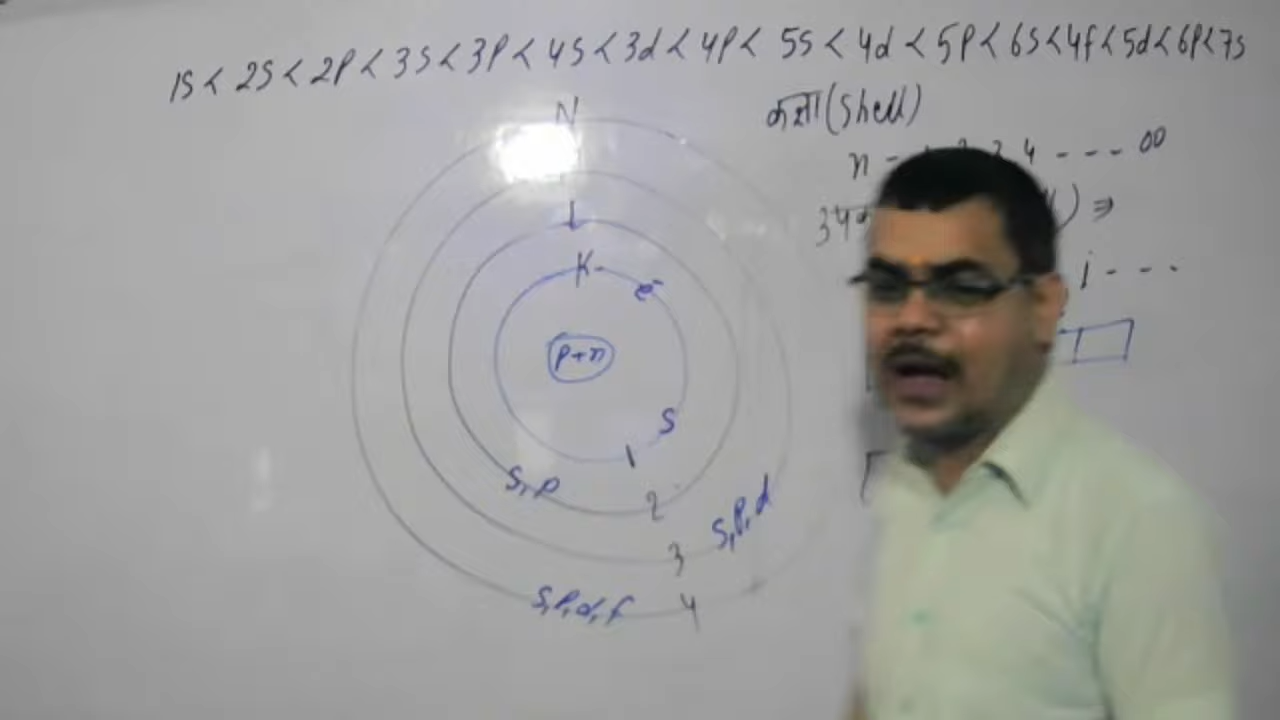 1S < 2S < 2P < 3S < 3P < 4S < 3d < 4P < 5S < 4d < 5P < 6S < 4f < 5d < 6P < 7S
कक्षा (Shell)
N
n - 4 - - - ∞
) ⇒
L
K
e⁻
j - - -
P+n
S
1
S, P
2
S, P, d
3
S, P, d, f
4